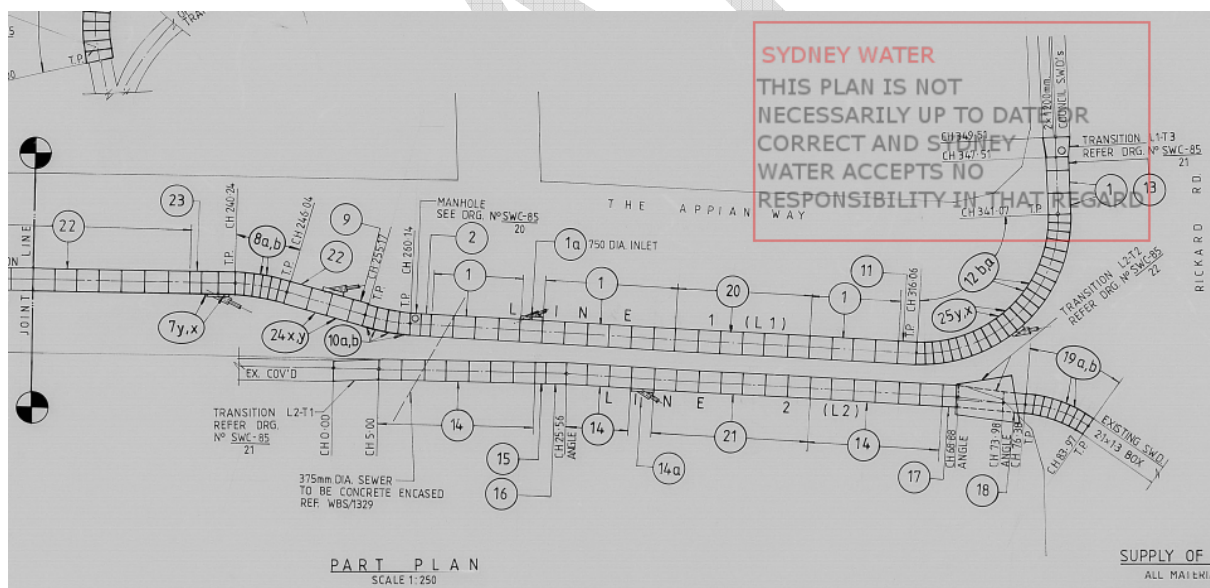 T.P.
SYDNEY WATER
THIS PLAN IS NOT
NECESSARILY UP TO DATE OR
CORRECT AND SYDNEY
WATER ACCEPTS NO
RESPONSIBILITY IN THAT REGARD
2×1200mm
COUNCIL S.W.D's
CH 349·51
CH 347·51
TRANSITION L1-T3
REFER DRG. Nº SWC-85
21
1
13
CH 341·07
T.P.
RICKARD RD.
THE APPIAN WAY
JOINT LINE
22
23
CH 240·24
T.P.
8a,b
CH 246·04
T.P.
22
9
CH 255·17
T.P.
CH 260·14
T.P.
MANHOLE
SEE DRG. Nº SWC-85
20
2
1
1a
750 DIA. INLET
1
20
1
11
CH 316·06
T.P.
12 b,a
25y,x
TRANSITION L2-T2
REFER DRG. Nº SWC-85
22
LINE 1 (L1)
7y,x
24x,y
10a,b
EX. COV'D
TRANSITION L2-T1
REFER DRG.
Nº SWC-85
21
CH 0·00
CH 5·00
14
15
16
CH 25·56
ANGLE
14
LINE 2 (L2)
14a
21
14
17
CH 68·88
ANGLE
18
CH 73·98
ANGLE
CH 76·38
T.P.
19a,b
CH 83·97
T.P.
EXISTING S.W.D.
21×13 BOX
375mm DIA. SEWER
TO BE CONCRETE ENCASED
REF. WBS/1329
PART PLAN
SCALE 1:250
SUPPLY OF